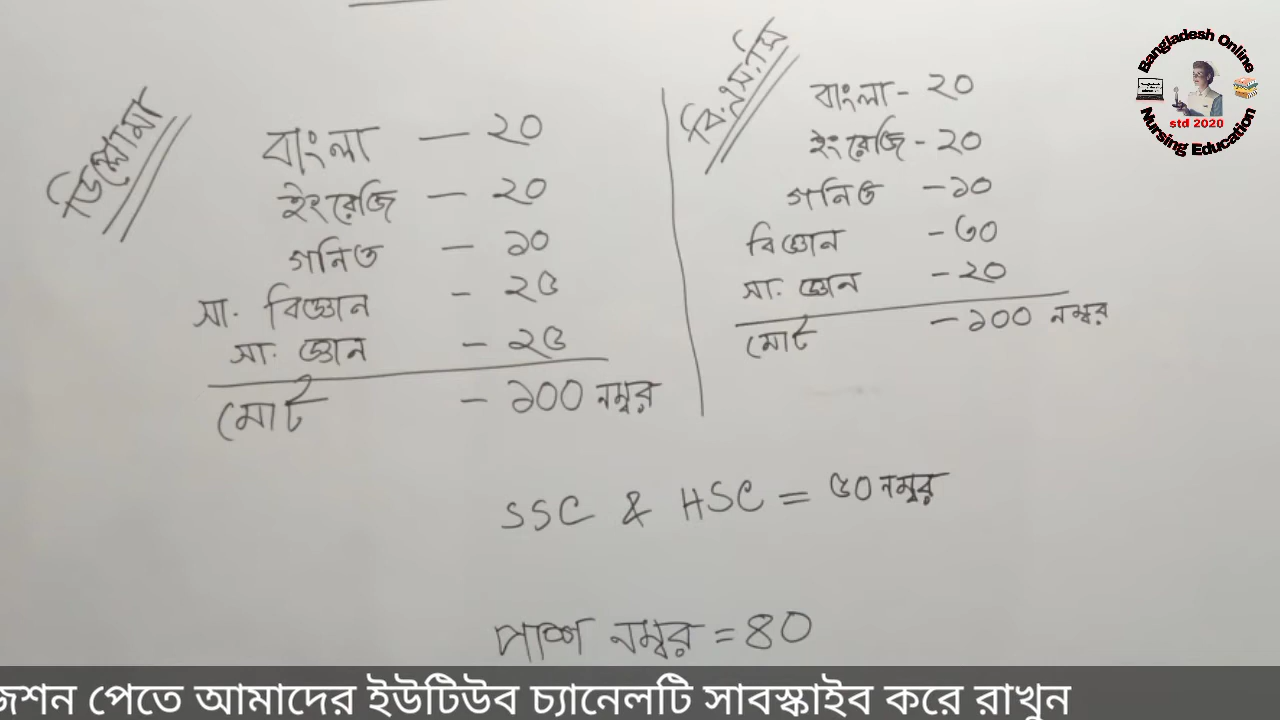 ডিপ্লোমা
বাংলা — ২০
ইংরেজি — ২০
গনিত — ১০
সা. বিজ্ঞান - ২৫
সা. জ্ঞান - ২৫
মোট - ১০০ নম্বর
বি.এস.সি
বাংলা - ২০
ইংরেজি - ২০
গনিত - ১০
বিজ্ঞান - ৩০
সা. জ্ঞান - ২০
মোট - ১০০ নম্বর
SSC & HSC = ৫০ নম্বর
পাশ নম্বর = ৪০
Bangladesh Online
std 2020
Nursing Education
জেশন পেতে আমাদের ইউটিউব চ্যানেলটি সাবস্কাইব করে রাখুন